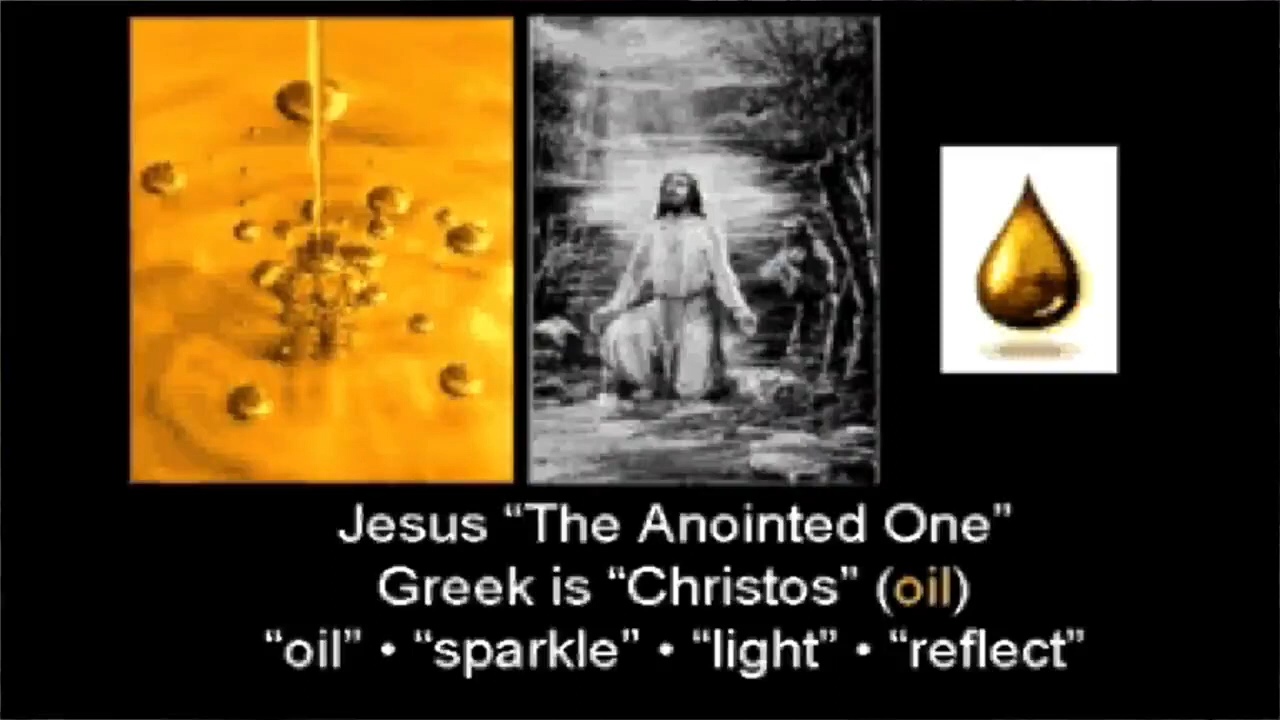 Jesus “The Anointed One”
Greek is “Christos” (oil)
“oil” • “sparkle” • “light” • “reflect”